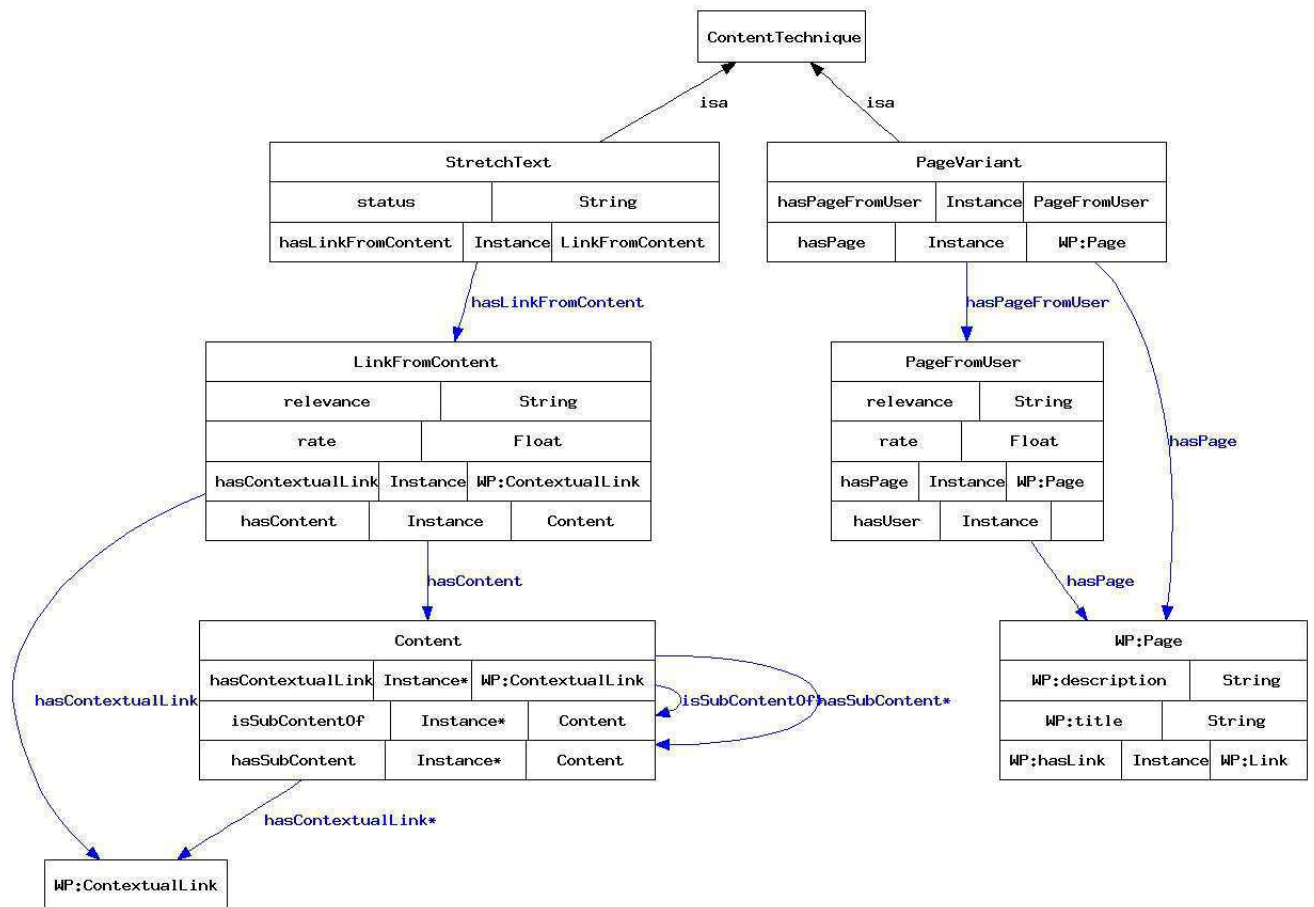 ContentTechnique
isa isa
StretchText
status String
hasLinkFromContent Instance LinkFromContent
PageVariant
hasPageFromUser Instance PageFromUser
hasPage Instance WP:Page
hasLinkFromContent
hasPageFromUser
LinkFromContent
relevance String
rate Float
hasContextualLink Instance WP:ContextualLink
hasContent Instance Content
PageFromUser
relevance String
rate Float
hasPage Instance WP:Page
hasUser Instance
hasPage
hasContent
hasPage
Content
hasContextualLink Instance* WP:ContextualLink
isSubContentOf Instance* Content
hasSubContent Instance* Content
hasContextualLink
isSubContentOf hasSubContent*
WP:Page
WP:description String
WP:title String
WP:hasLink Instance WP:Link
hasContextualLink*
WP:ContextualLink